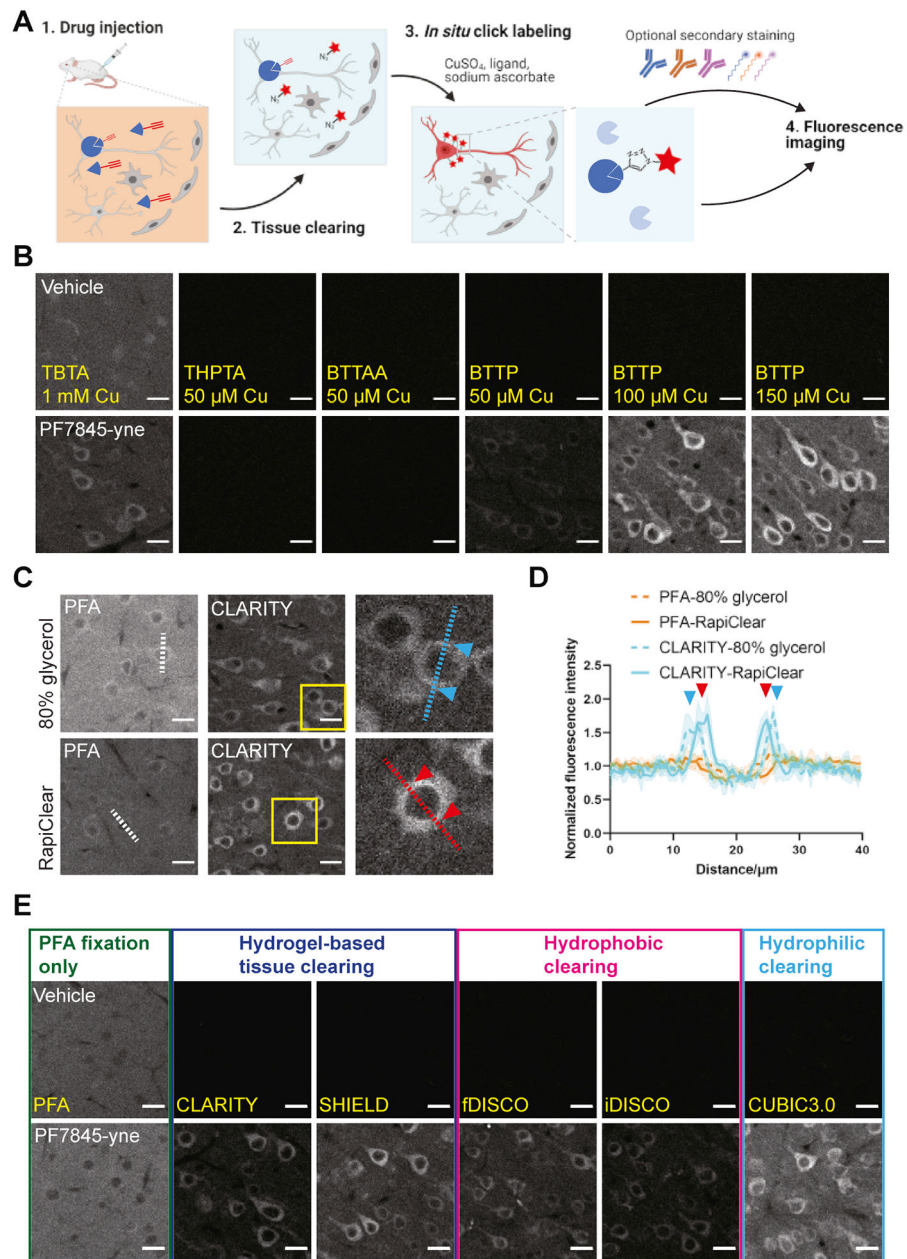 A
1. Drug injection
N₃
N₃
N₃
2. Tissue clearing
3. In situ click labeling
CuSO₄, ligand,
sodium ascorbate
Optional secondary staining
4. Fluorescence
imaging
B
Vehicle
TBTA
1 mM Cu
THPTA
50 µM Cu
BTTAA
50 µM Cu
BTTP
50 µM Cu
BTTP
100 µM Cu
BTTP
150 µM Cu
PF7845-yne
C
80% glycerol
PFA
CLARITY
RapiClear
PFA
CLARITY
D
PFA-80% glycerol
PFA-RapiClear
CLARITY-80% glycerol
CLARITY-RapiClear
Normalized fluorescence intensity
2.5
2.0
1.5
1.0
0.5
0.0
0
10
20
30
40
Distance/µm
E
PFA fixation
only
Hydrogel-based
tissue clearing
Hydrophobic
clearing
Hydrophilic
clearing
Vehicle
PFA
CLARITY
SHIELD
fDISCO
iDISCO
CUBIC3.0
PF7845-yne